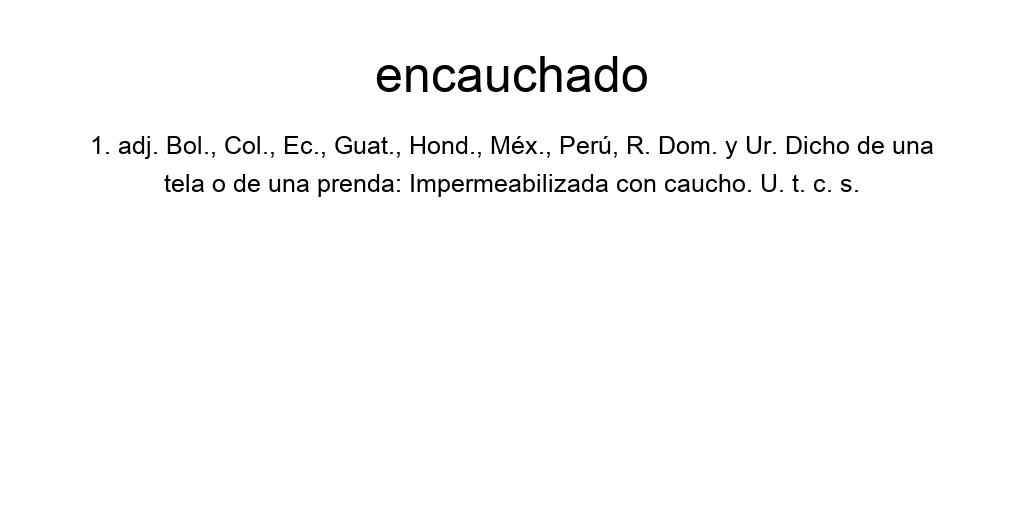 encauchado
1. adj. Bol., Col., Ec., Guat., Hond., Méx., Perú, R. Dom. y Ur. Dicho de una
tela o de una prenda: Impermeabilizada con caucho. U. t. c. s.